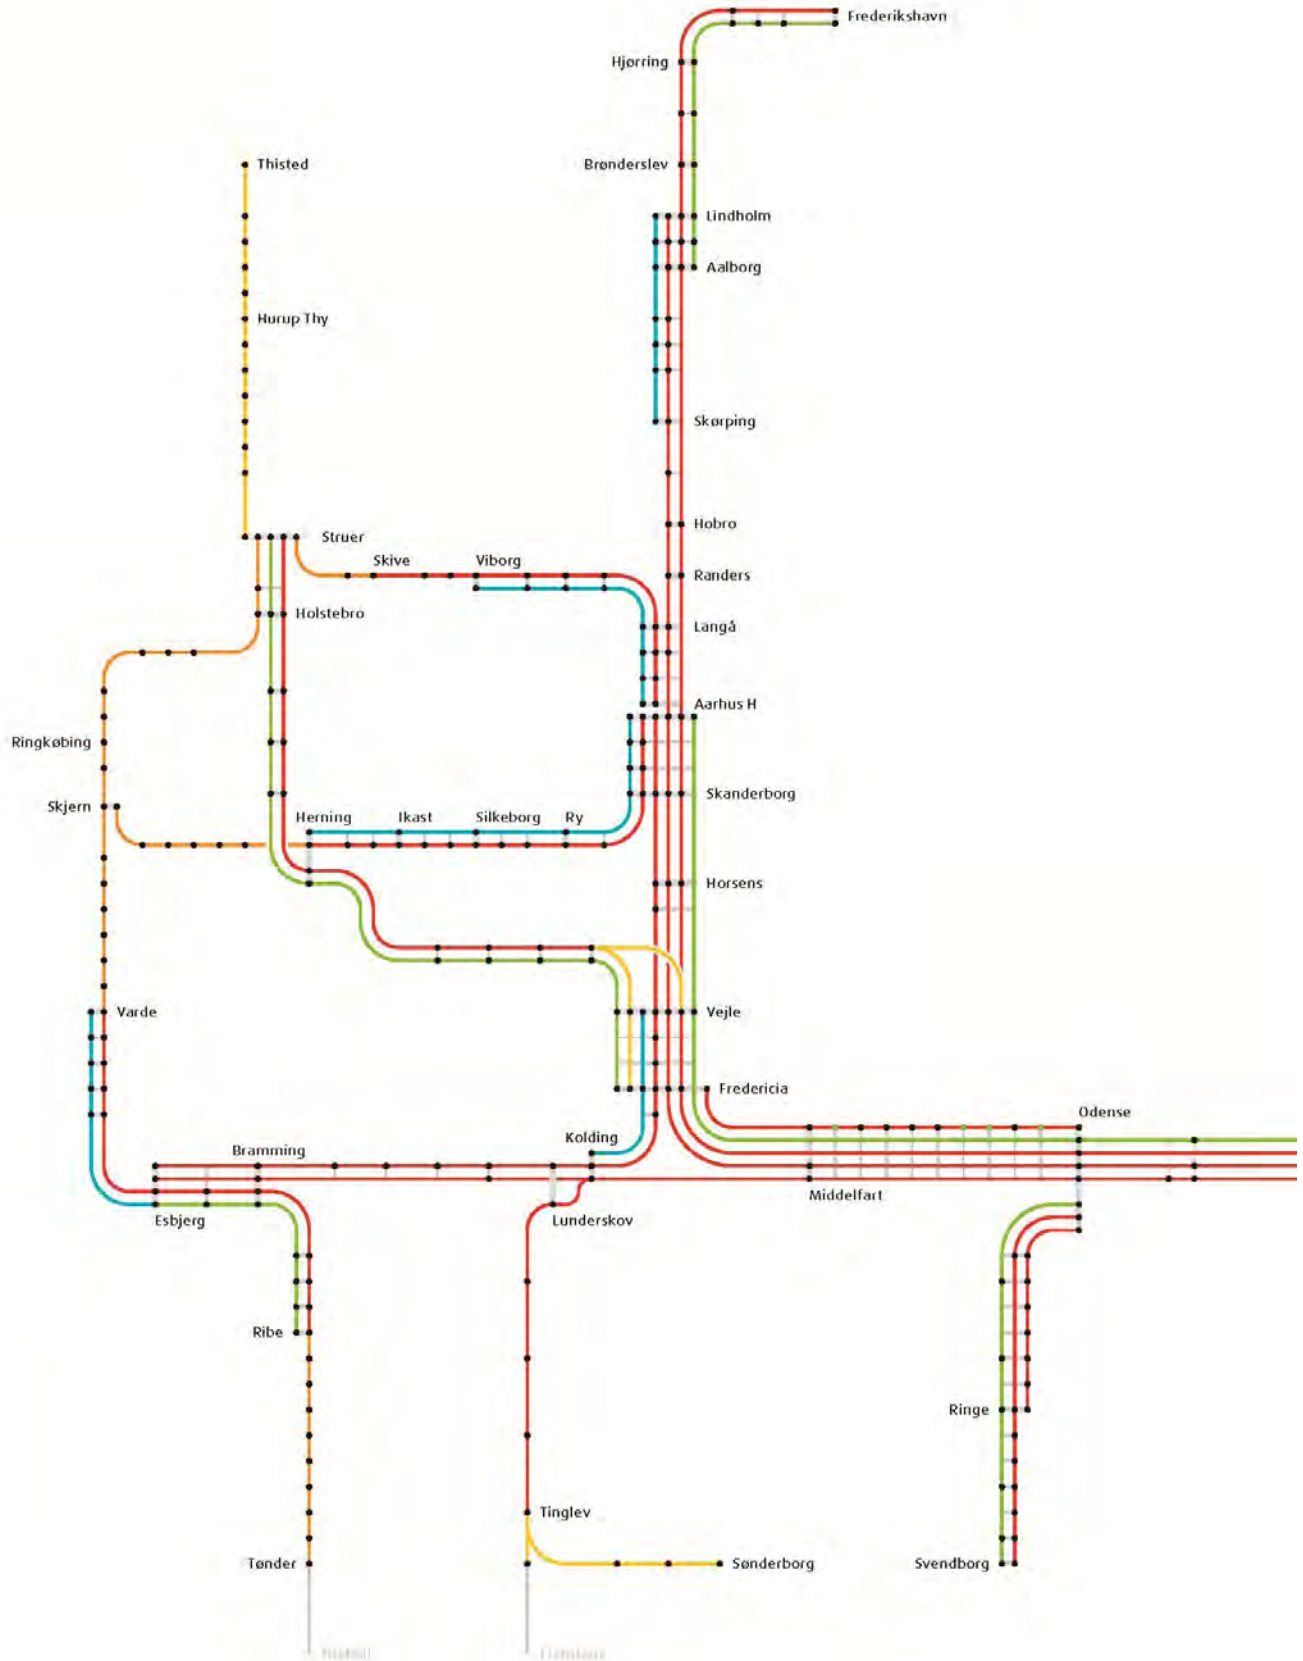 Frederikshavn
Hjørring
Thisted
Brønderslev
Lindholm
Aalborg
Hurup Thy
Skørping
Hobro
Struer
Skive
Viborg
Randers
Holstebro
Langå
Aarhus H
Ringkøbing
Skanderborg
Skjern
Herning
Ikast
Silkeborg
Ry
Horsens
Varde
Vejle
Fredericia
Odense
Kolding
Bramming
Middelfart
Esbjerg
Lunderskov
Ribe
Ringe
Tinglev
Tønder
Sønderborg
Svendborg